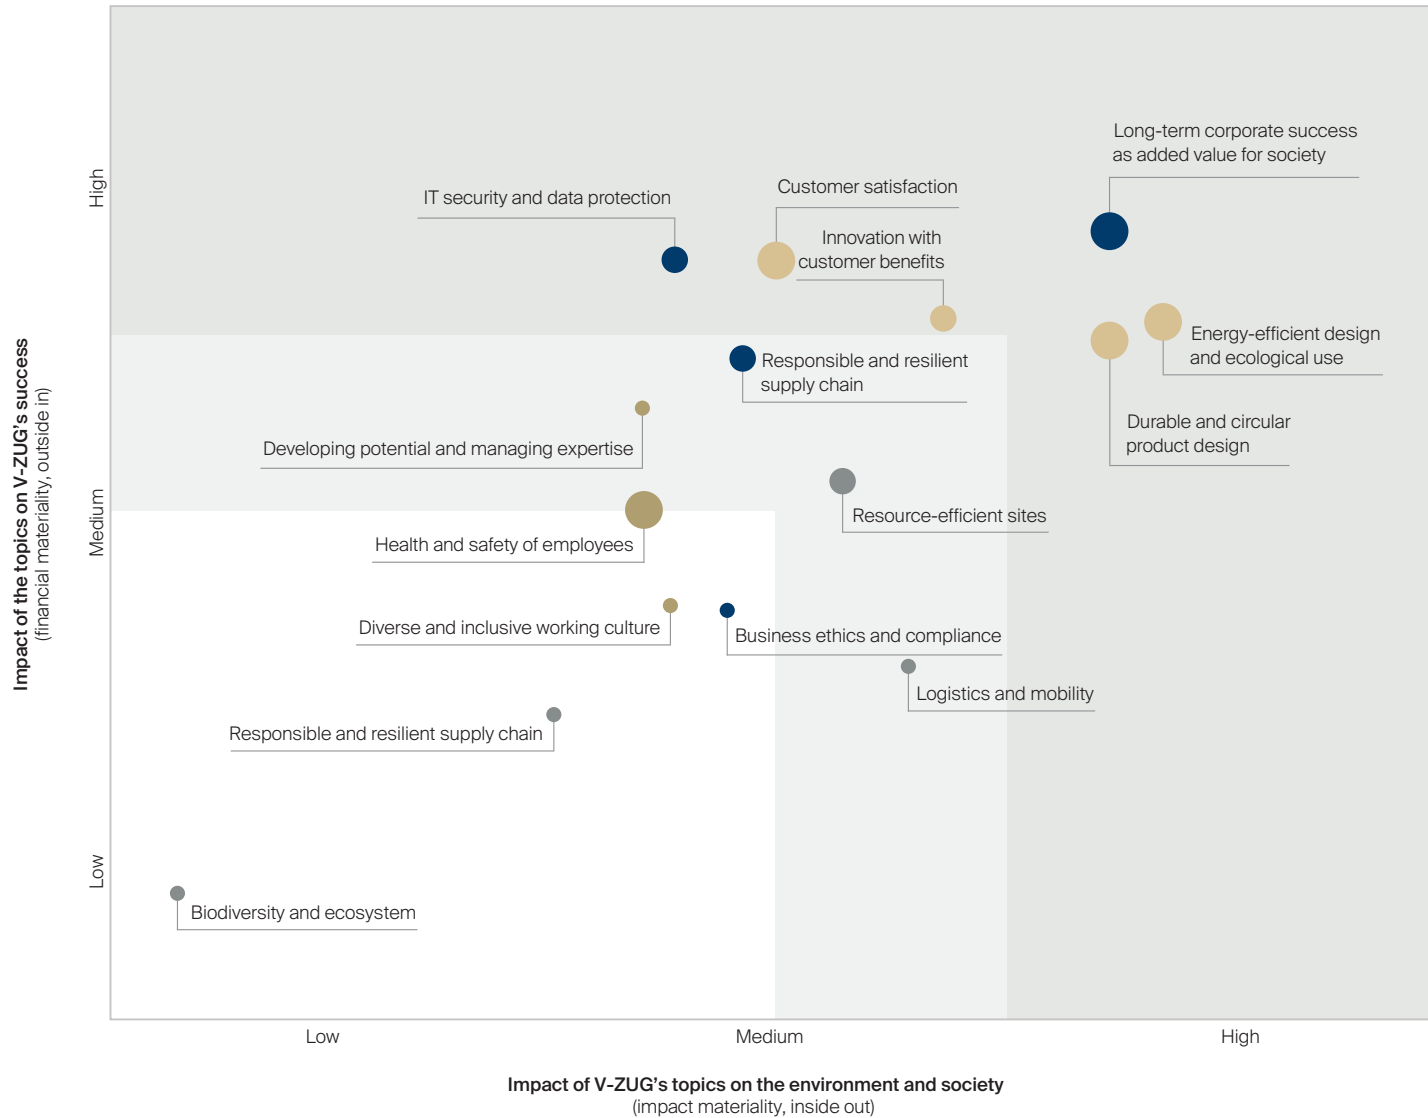 Long-term corporate success
as added value for society
IT security and data protection
Customer satisfaction
Innovation with
customer benefits
Energy-efficient design
and ecological use
Responsible and resilient
supply chain
Durable and circular
product design
Developing potential and managing expertise
Resource-efficient sites
Health and safety of employees
Diverse and inclusive working culture
Business ethics and compliance
Logistics and mobility
Responsible and resilient supply chain
Biodiversity and ecosystem
High
Medium
Low
Impact of the topics on V-ZUG's success
(financial materiality, outside in)
Low
Medium
High
Impact of V-ZUG's topics on the environment and society
(impact materiality, inside out)